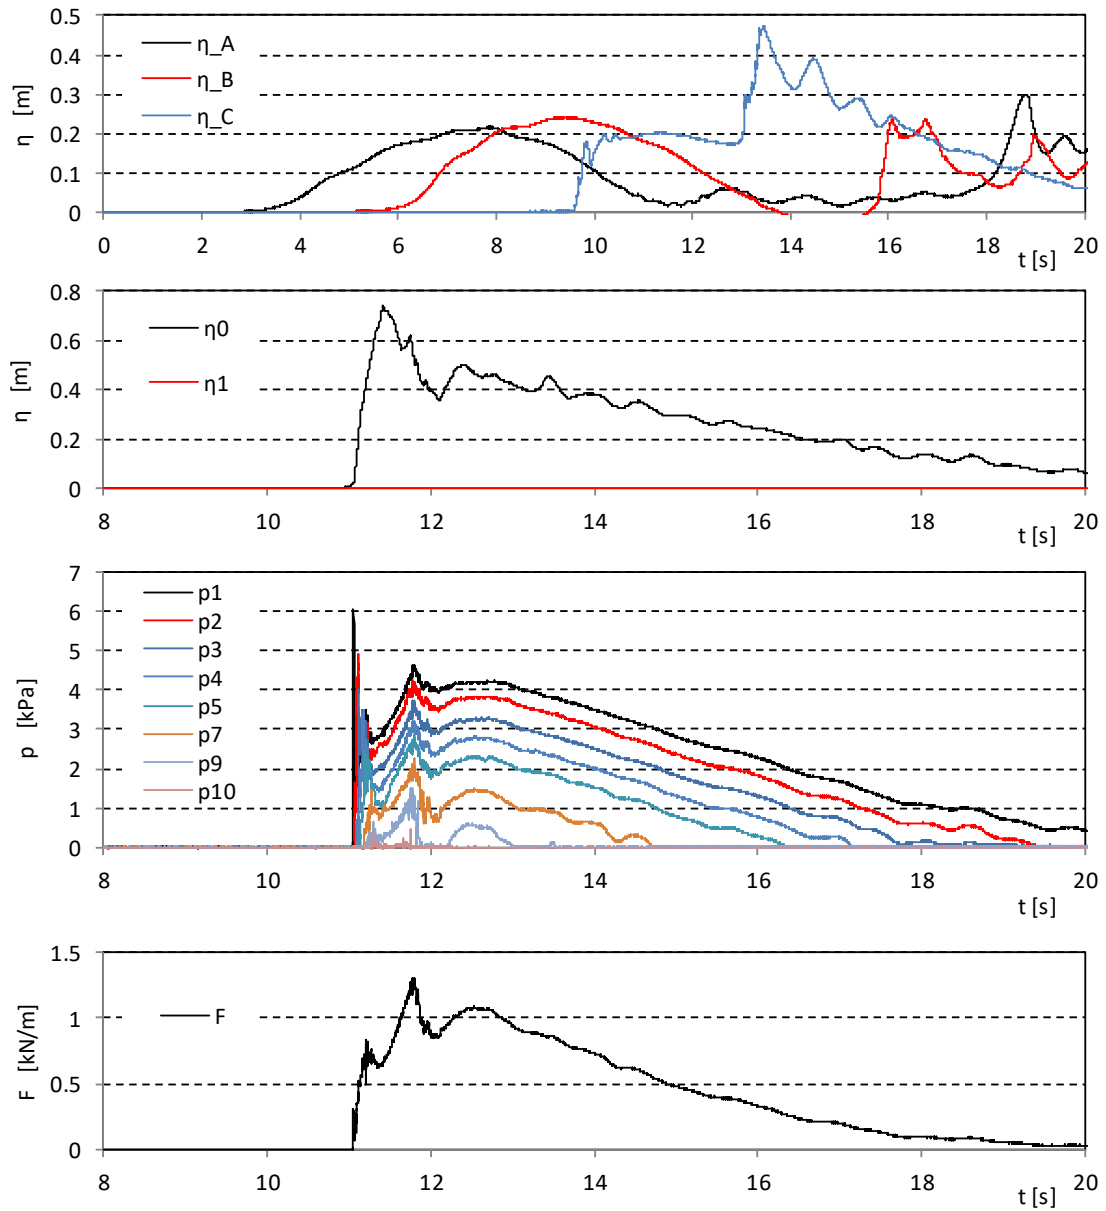 0.5
0.4
0.3
0.2
0.1
0
η [m]
η_A
η_B
η_C
0 2 4 6 8 10 12 14 16 18 20
t [s]
0.8
0.6
0.4
0.2
0
η [m]
η0
η1
8 10 12 14 16 18 20
t [s]
7
6
5
4
3
2
1
0
p [kPa]
p1
p2
p3
p4
p5
p7
p9
p10
8 10 12 14 16 18 20
t [s]
1.5
1
0.5
0
F [kN/m]
F
8 10 12 14 16 18 20
t [s]